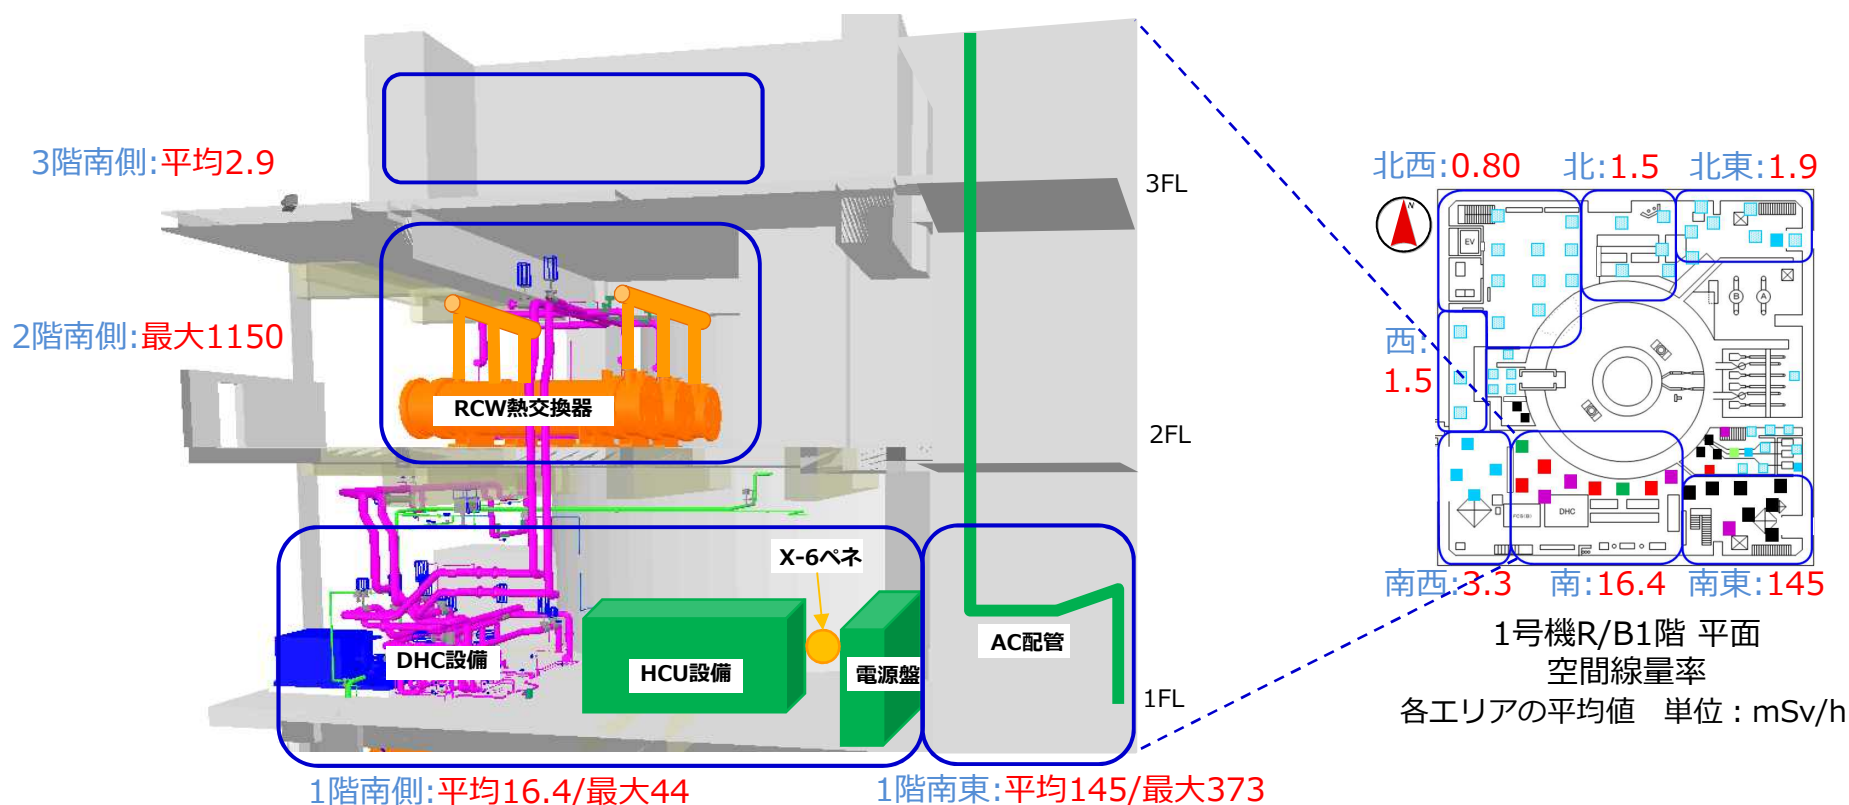 3階南側:平均2.9
2階南側:最大1150
RCW熱交換器
X-6ペネ
DHC設備
HCU設備
電源盤
AC配管
3FL
2FL
1FL
1階南側:平均16.4/最大44
1階南東:平均145/最大373
北西:0.80
北:1.5
北東:1.9
N
EV
B
A
西:
1.5
FCS(B)
DHC
南西:3.3
南:16.4
南東:145
1号機R/B1階 平面
空間線量率
各エリアの平均値 単位：mSv/h